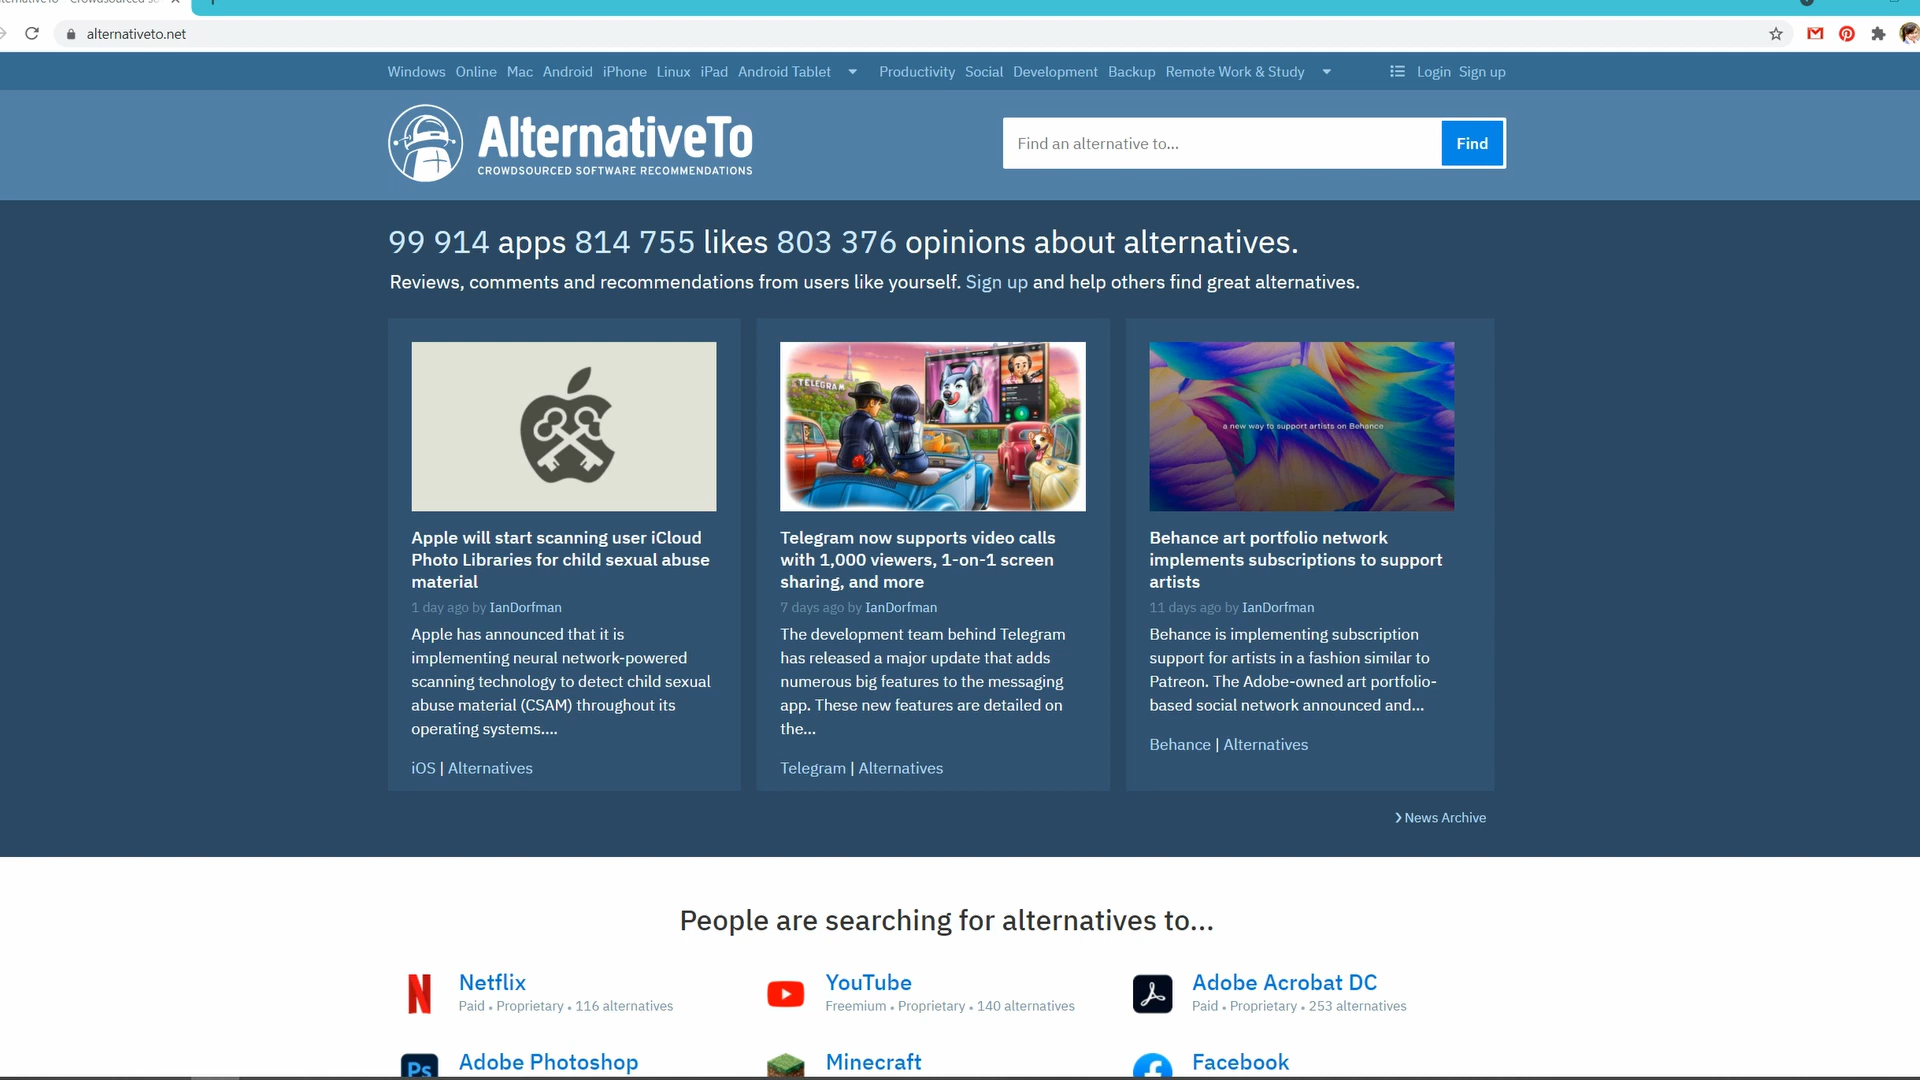 alternativeto.net
Windows Online Mac Android iPhone Linux iPad Android Tablet Productivity Social Development Backup Remote Work & Study Login Sign up
AlternativeTo
CROWDSOURCED SOFTWARE RECOMMENDATIONS
Find an alternative to...
Find
99 914 apps 814 755 likes 803 376 opinions about alternatives.
Reviews, comments and recommendations from users like yourself. Sign up and help others find great alternatives.
Apple will start scanning user iCloud
Photo Libraries for child sexual abuse
material
1 day ago by IanDorfman
Apple has announced that it is
implementing neural network-powered
scanning technology to detect child sexual
abuse material (CSAM) throughout its
operating systems....
iOS | Alternatives
TELEGRAM
Telegram now supports video calls
with 1,000 viewers, 1-on-1 screen
sharing, and more
7 days ago by IanDorfman
The development team behind Telegram
has released a major update that adds
numerous big features to the messaging
app. These new features are detailed on
the...
Telegram | Alternatives
a new way to support artists on Behance
Behance art portfolio network
implements subscriptions to support
artists
11 days ago by IanDorfman
Behance is implementing subscription
support for artists in a fashion similar to
Patreon. The Adobe-owned art portfolio-
based social network announced and...
Behance | Alternatives
News Archive
People are searching for alternatives to...
Netflix
Paid • Proprietary • 116 alternatives
YouTube
Freemium • Proprietary • 140 alternatives
Adobe Acrobat DC
Paid • Proprietary • 253 alternatives
Ps
Adobe Photoshop
Minecraft
Facebook